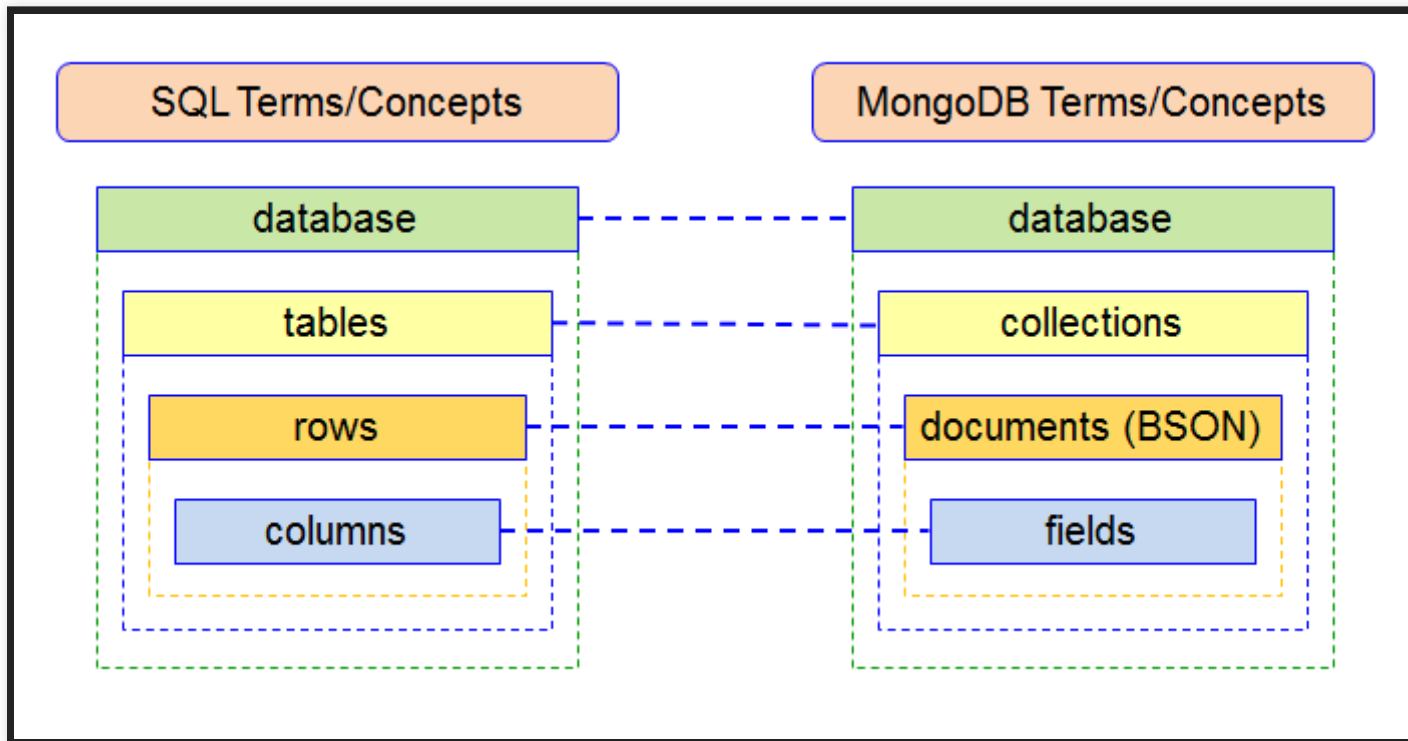 SQL Terms/Concepts
MongoDB Terms/Concepts
database
database
tables
collections
rows
documents (BSON)
columns
fields